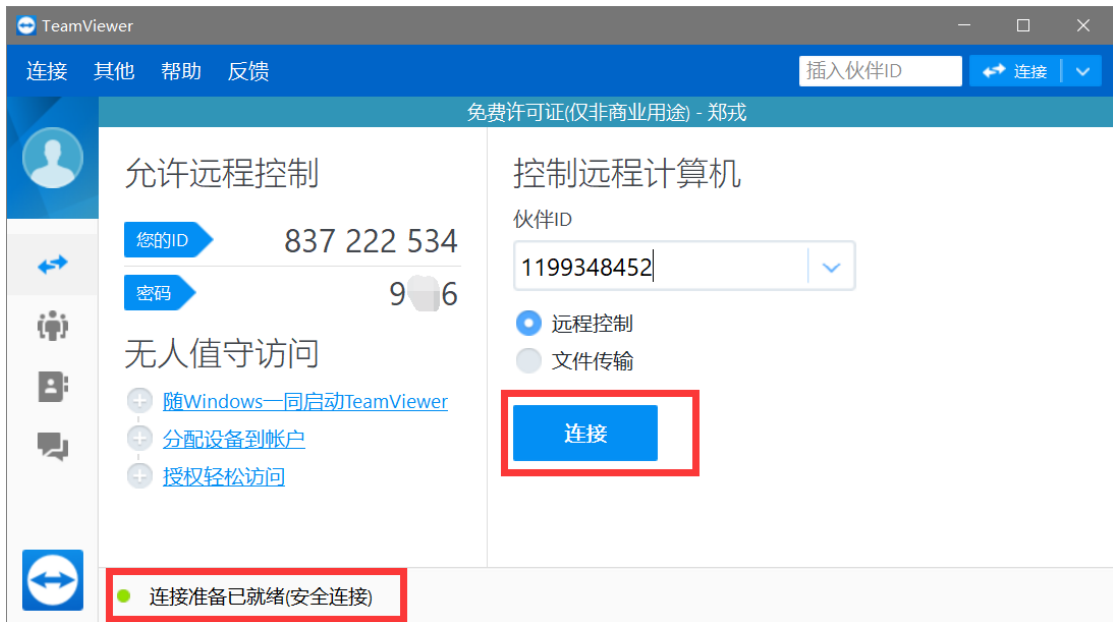 TeamViewer
连接 其他 帮助 反馈 插入伙伴ID 连接
免费许可证(仅非商业用途) - 郑戎
允许远程控制
您的ID 837 222 534
密码 9 6
无人值守访问
随Windows一同启动TeamViewer
分配设备到帐户
授权轻松访问
控制远程计算机
伙伴ID
1199348452
远程控制
文件传输
连接
连接准备已就绪(安全连接)